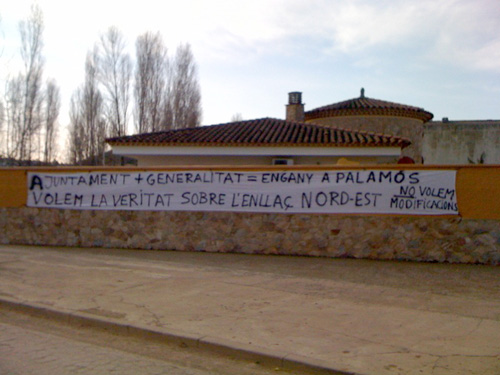 AJUNTAMENT + GENERALITAT = ENGANY A PALAMÓS
VOLEM LA VERITAT SOBRE L'ENLLAÇ NORD-EST
NO VOLEM
MODIFICACIONS